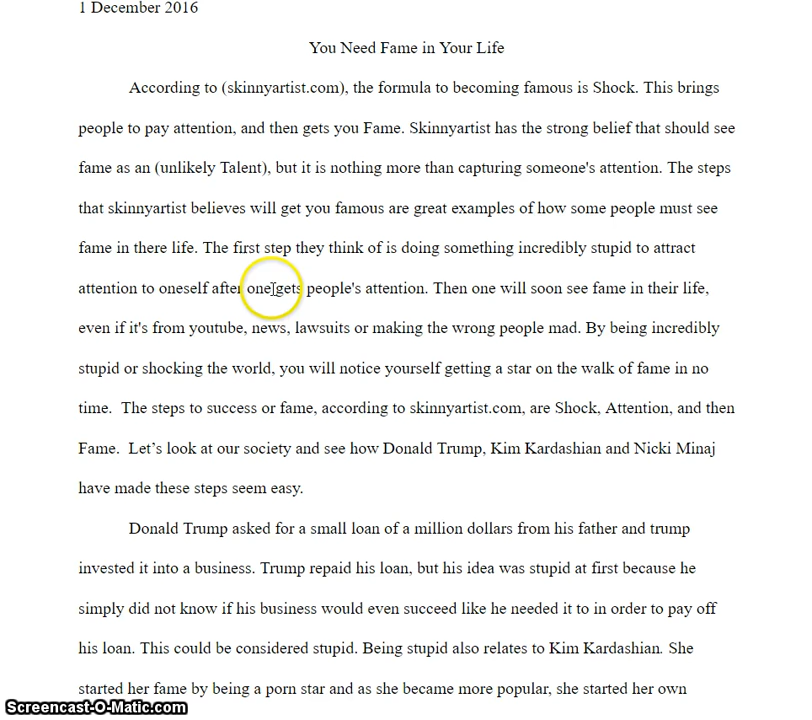 1 December 2016
You Need Fame in Your Life
According to (skinnyartist.com), the formula to becoming famous is Shock. This brings
people to pay attention, and then gets you Fame. Skinnyartist has the strong belief that should see
fame as an (unlikely Talent), but it is nothing more than capturing someone's attention. The steps
that skinnyartist believes will get you famous are great examples of how some people must see
fame in there life. The first step they think of is doing something incredibly stupid to attract
attention to oneself after one gets people's attention. Then one will soon see fame in their life,
even if it's from youtube, news, lawsuits or making the wrong people mad. By being incredibly
stupid or shocking the world, you will notice yourself getting a star on the walk of fame in no
time.  The steps to success or fame, according to skinnyartist.com, are Shock, Attention, and then
Fame.  Let’s look at our society and see how Donald Trump, Kim Kardashian and Nicki Minaj
have made these steps seem easy.
Donald Trump asked for a small loan of a million dollars from his father and trump
invested it into a business. Trump repaid his loan, but his idea was stupid at first because he
simply did not know if his business would even succeed like he needed it to in order to pay off
his loan. This could be considered stupid. Being stupid also relates to Kim Kardashian. She
started her fame by being a porn star and as she became more popular, she started her own
Screencast-O-Matic.com